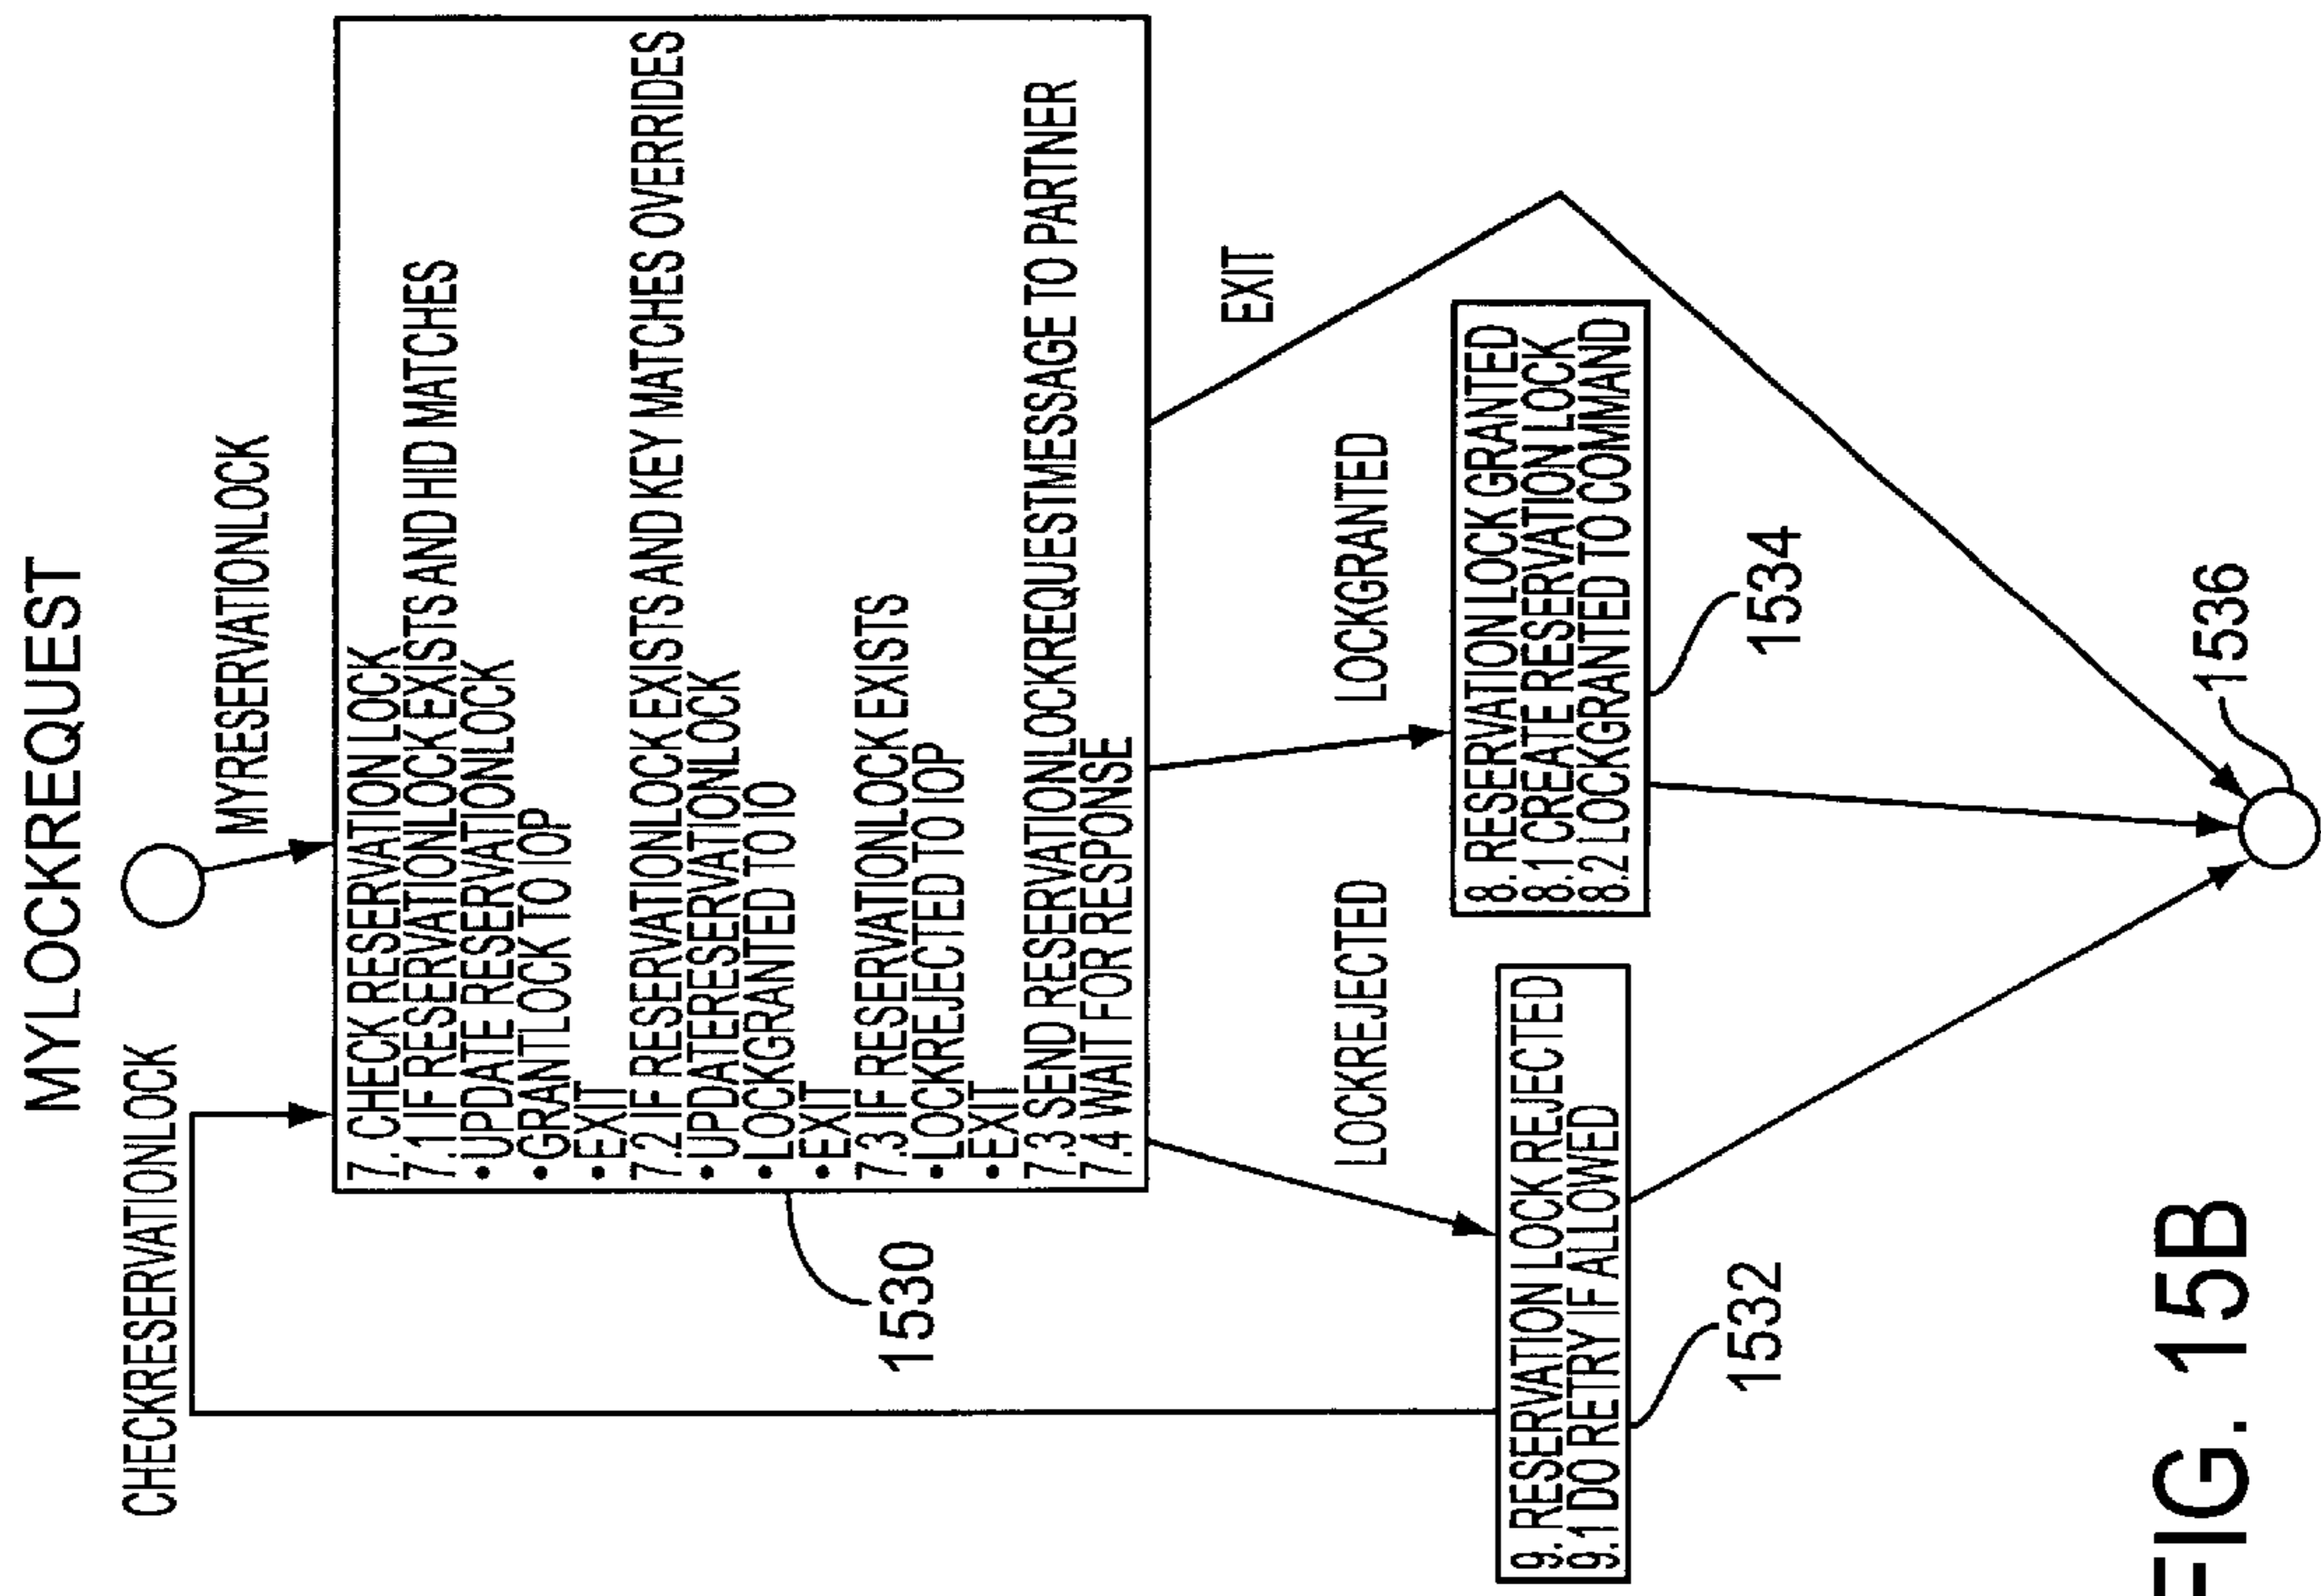 MYLOCKREQUEST
CHECKRESERVATIONLOCK
MYRESERVATIONLOCK
7. CHECK RESERVATION LOCK
7.1 IF RESERVATIONLOCK EXISTS AND HID MATCHES
• UPDATE RESERVATIONLOCK
• GRANTLOCK TO IOP
• EXIT
7.2 IF RESERVATIONLOCK EXISTS AND KEY MATCHES OVERRIDES
• UPDATERESERVATIONLOCK
• LOCKGRANTED TO IO
• EXIT
7.3 IF RESERVATIONLOCK EXISTS
• LOCKREJECTED TO IOP
• EXIT
7.3 SEND RESERVATIONLOCKREQUESTMESSAGE TO PARTNER
7.4 WAIT FOR RESPONSE
1530
LOCKREJECTED
LOCKGRANTED
EXIT
9. RESERVATION LOCK REJECTED
9.1 DO RETRY IF ALLOWED
1532
8. RESERVATION LOCK GRANTED
8.1 CREATE RESERVATION LOCK
8.2 LOCKGRANTED TO COMMAND
1534
1536
FIG. 15B